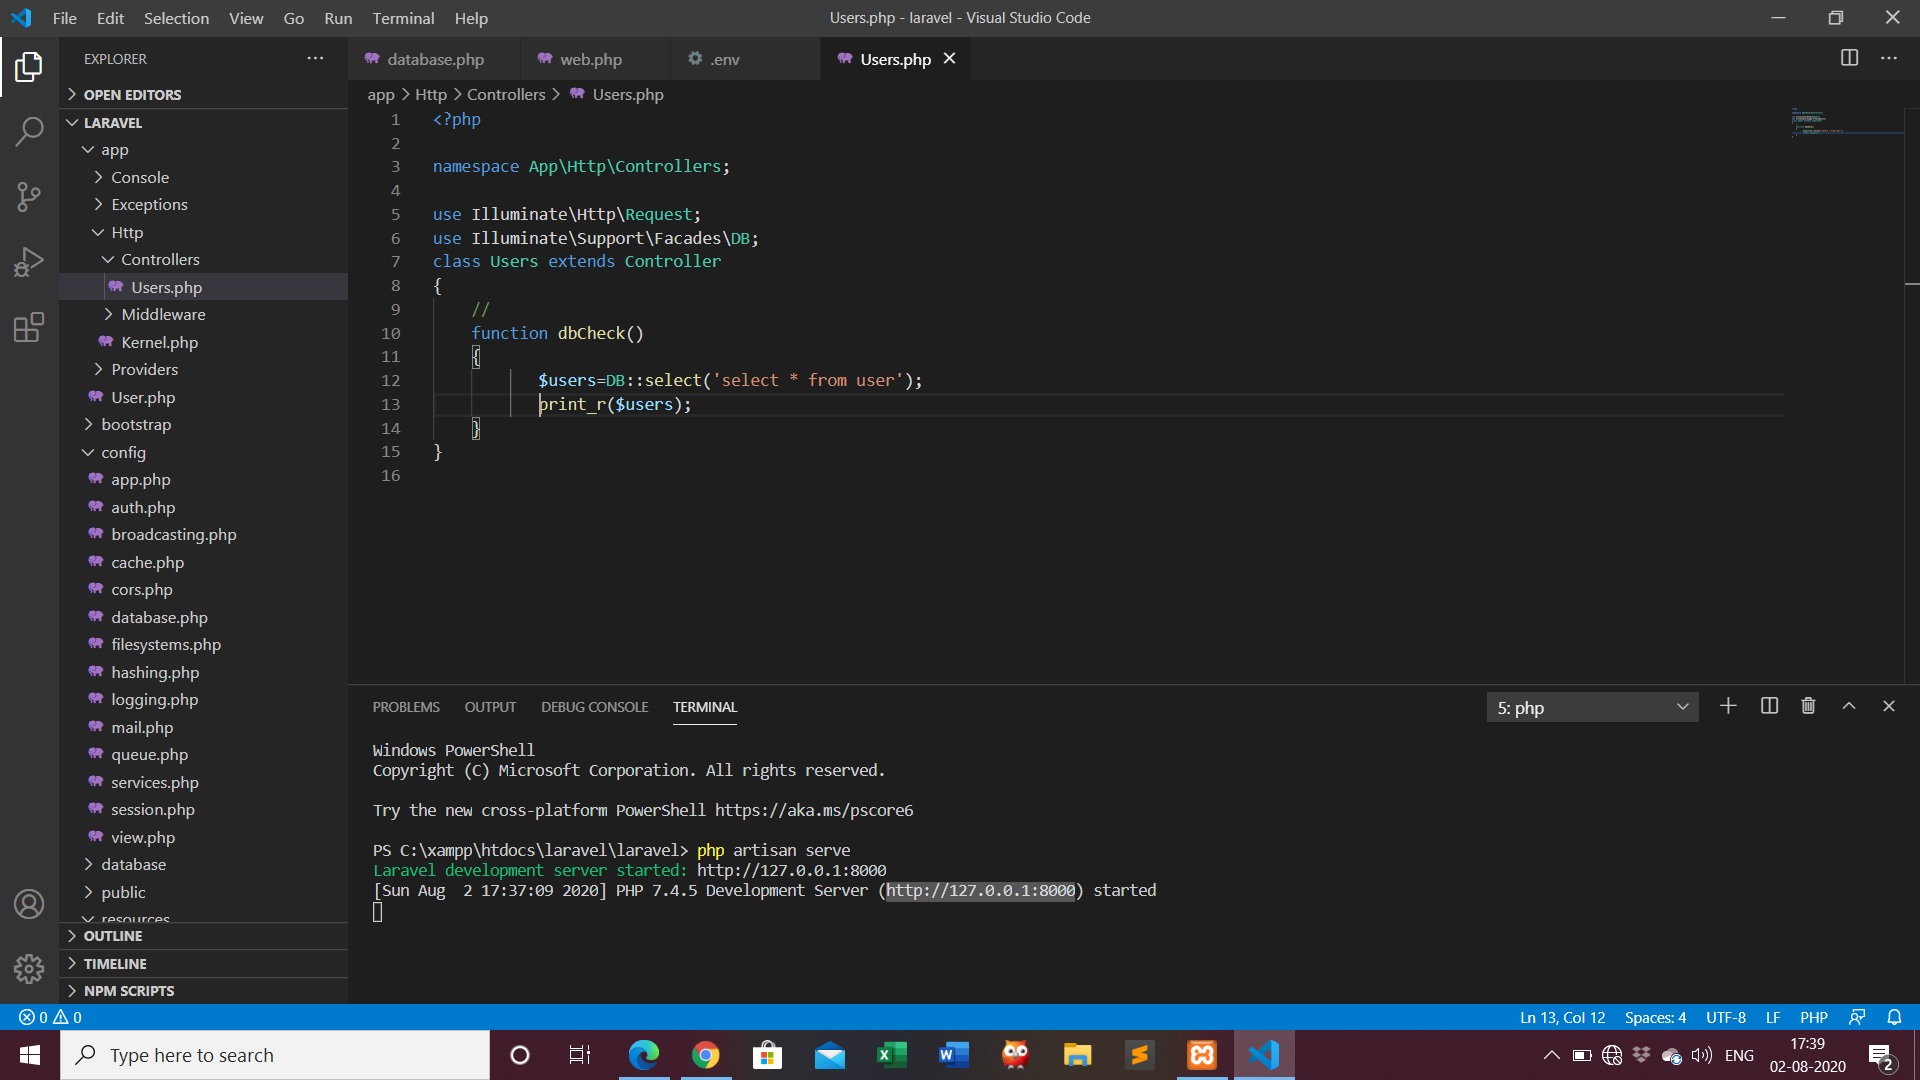 File Edit Selection View Go Run Terminal Help
Users.php - laravel - Visual Studio Code
EXPLORER
OPEN EDITORS
LARAVEL
app
Console
Exceptions
Http
Controllers
Users.php
Middleware
Kernel.php
Providers
User.php
bootstrap
config
app.php
auth.php
broadcasting.php
cache.php
cors.php
database.php
filesystems.php
hashing.php
logging.php
mail.php
queue.php
services.php
session.php
view.php
database
public
resources
OUTLINE
TIMELINE
NPM SCRIPTS
database.php web.php .env Users.php
app > Http > Controllers > Users.php
1 <?php
2
3 namespace App\Http\Controllers;
4
5 use Illuminate\Http\Request;
6 use Illuminate\Support\Facades\DB;
7 class Users extends Controller
8 {
9 //
10 function dbCheck()
11 {
12 $users=DB::select('select * from user');
13 print_r($users);
14 }
15 }
16
PROBLEMS OUTPUT DEBUG CONSOLE TERMINAL 5: php
Windows PowerShell
Copyright (C) Microsoft Corporation. All rights reserved.
Try the new cross-platform PowerShell https://aka.ms/pscore6
PS C:\xampp\htdocs\laravel\laravel> php artisan serve
Laravel development server started: http://127.0.0.1:8000
[Sun Aug  2 17:37:09 2020] PHP 7.4.5 Development Server (http://127.0.0.1:8000) started
0 0 Ln 13, Col 12 Spaces: 4 UTF-8 LF PHP
Type here to search
ENG
17:39
02-08-2020
2